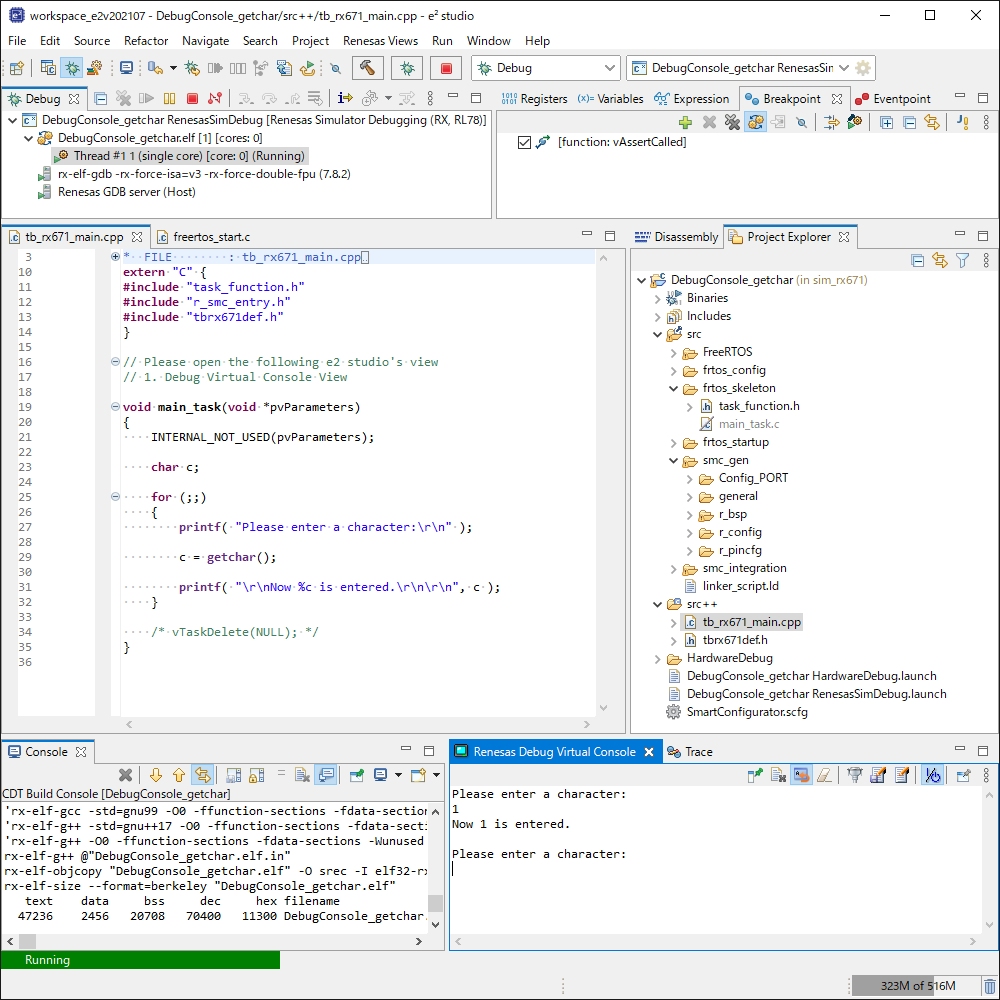 workspace_e2v202107 - DebugConsole_getchar/src++/tb_rx671_main.cpp - e² studio
File Edit Source Refactor Navigate Search Project Renesas Views Run Window Help
Debug
DebugConsole_getchar RenesasSin
Debug
DebugConsole_getchar RenesasSimDebug [Renesas Simulator Debugging (RX, RL78)]
DebugConsole_getchar.elf [1] [cores: 0]
Thread #1 1 (single core) [core: 0] (Running)
rx-elf-gdb -rx-force-isa=v3 -rx-force-double-fpu (7.8.2)
Renesas GDB server (Host)
Registers Variables Expression Breakpoint Eventpoint
[function: vAssertCalled]
tb_rx671_main.cpp freertos_start.c
3 * FILE : tb_rx671_main.cpp
10 extern "C" {
11 #include "task_function.h"
12 #include "r_smc_entry.h"
13 #include "tbrx671def.h"
14 }
15
16 // Please open the following e2 studio's view
17 // 1. Debug Virtual Console View
18
19 void main_task(void *pvParameters)
20 {
21 INTERNAL_NOT_USED(pvParameters);
22
23 char c;
24
25 for (;;)
26 {
27 printf( "Please enter a character:\r\n" );
28
29 c = getchar();
30
31 printf( "\r\nNow %c is entered.\r\n\r\n", c );
32 }
33
34 /* vTaskDelete(NULL); */
35 }
36
Disassembly Project Explorer
DebugConsole_getchar (in sim_rx671)
Binaries
Includes
src
FreeRTOS
frtos_config
frtos_skeleton
task_function.h
main_task.c
frtos_startup
smc_gen
Config_PORT
general
r_bsp
r_config
r_pincfg
smc_integration
linker_script.ld
src++
tb_rx671_main.cpp
tbrx671def.h
HardwareDebug
DebugConsole_getchar HardwareDebug.launch
DebugConsole_getchar RenesasSimDebug.launch
SmartConfigurator.scfg
Console
CDT Build Console [DebugConsole_getchar]
'rx-elf-gcc -std=gnu99 -O0 -ffunction-sections -fdata-section
'rx-elf-g++ -std=gnu++17 -O0 -ffunction-sections -fdata-secti
'rx-elf-g++ -O0 -ffunction-sections -fdata-sections -Wunused
rx-elf-g++ @"DebugConsole_getchar.elf.in"
rx-elf-objcopy "DebugConsole_getchar.elf" -O srec -I elf32-rx
rx-elf-size --format=berkeley "DebugConsole_getchar.elf"
text data bss dec hex filename
47236 2456 20708 70400 11300 DebugConsole_getchar.
Renesas Debug Virtual Console Trace
Please enter a character:
1
Now 1 is entered.
Please enter a character:
Running
323M of 516M